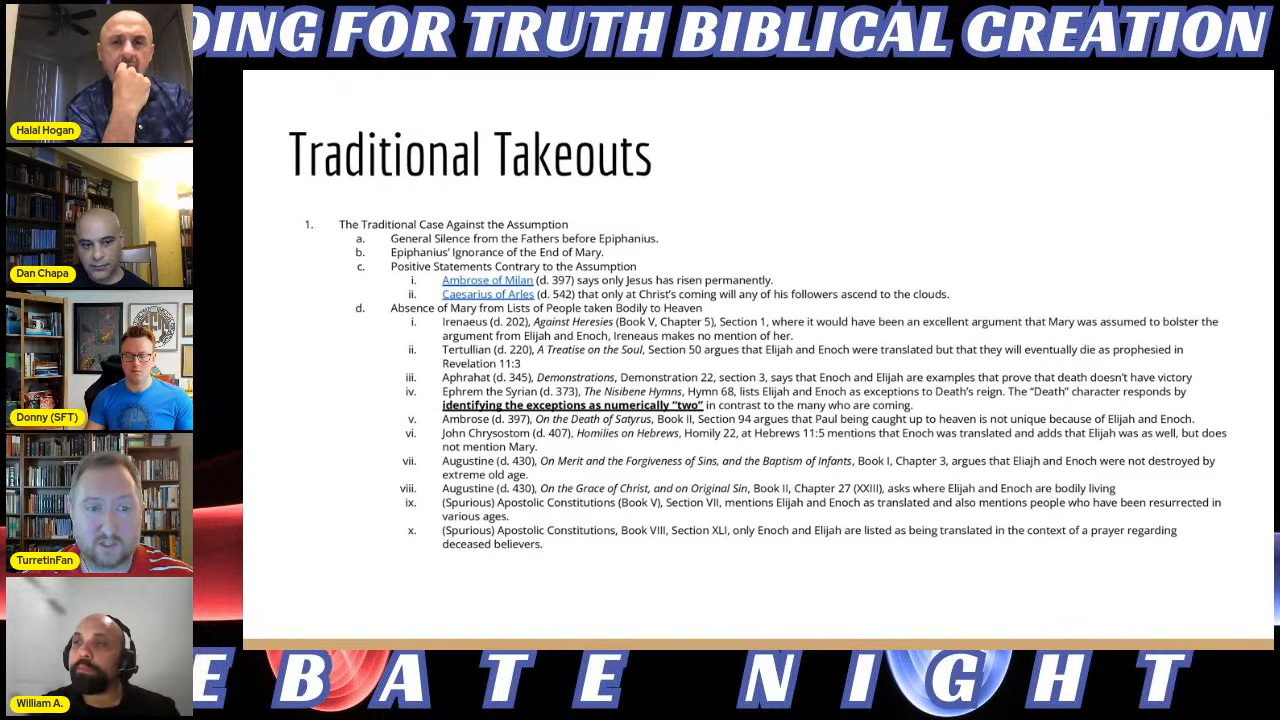 DING FOR TRUTH BIBLICAL CREATION
Halal Hogan
Dan Chapa
Donny (SFT)
TurretinFan
William A.
Traditional Takeouts
1. The Traditional Case Against the Assumption
a. General Silence from the Fathers before Epiphanius.
b. Epiphanius' Ignorance of the End of Mary.
c. Positive Statements Contrary to the Assumption
i. Ambrose of Milan (d. 397) says only Jesus has risen permanently.
ii. Caesarius of Arles (d. 542) that only at Christ's coming will any of his followers ascend to the clouds.
d. Absence of Mary from Lists of People taken Bodily to Heaven
i. Irenaeus (d. 202), Against Heresies (Book V, Chapter 5), Section 1, where it would have been an excellent argument that Mary was assumed to bolster the
argument from Elijah and Enoch, Ireneaus makes no mention of her.
ii. Tertullian (d. 220), A Treatise on the Soul, Section 50 argues that Elijah and Enoch were translated but that they will eventually die as prophesied in
Revelation 11:3
iii. Aphrahat (d. 345), Demonstrations, Demonstration 22, section 3, says that Enoch and Elijah are examples that prove that death doesn't have victory
iv. Ephrem the Syrian (d. 373), The Nisibene Hymns, Hymn 68, lists Elijah and Enoch as exceptions to Death's reign. The "Death" character responds by
identifying the exceptions as numerically "two" in contrast to the many who are coming.
v. Ambrose (d. 397), On the Death of Satyrus, Book II, Section 94 argues that Paul being caught up to heaven is not unique because of Elijah and Enoch.
vi. John Chrysostom (d. 407), Homilies on Hebrews, Homily 22, at Hebrews 11:5 mentions that Enoch was translated and adds that Elijah was as well, but does
not mention Mary.
vii. Augustine (d. 430), On Merit and the Forgiveness of Sins, and the Baptism of Infants, Book I, Chapter 3, argues that Eliajh and Enoch were not destroyed by
extreme old age.
viii. Augustine (d. 430), On the Grace of Christ, and on Original Sin, Book II, Chapter 27 (XXIII), asks where Elijah and Enoch are bodily living
ix. (Spurious) Apostolic Constitutions (Book V), Section VII, mentions Elijah and Enoch as translated and also mentions people who have been resurrected in
various ages.
x. (Spurious) Apostolic Constitutions, Book VIII, Section XLI, only Enoch and Elijah are listed as being translated in the context of a prayer regarding
deceased believers.
EBATE NIGHT